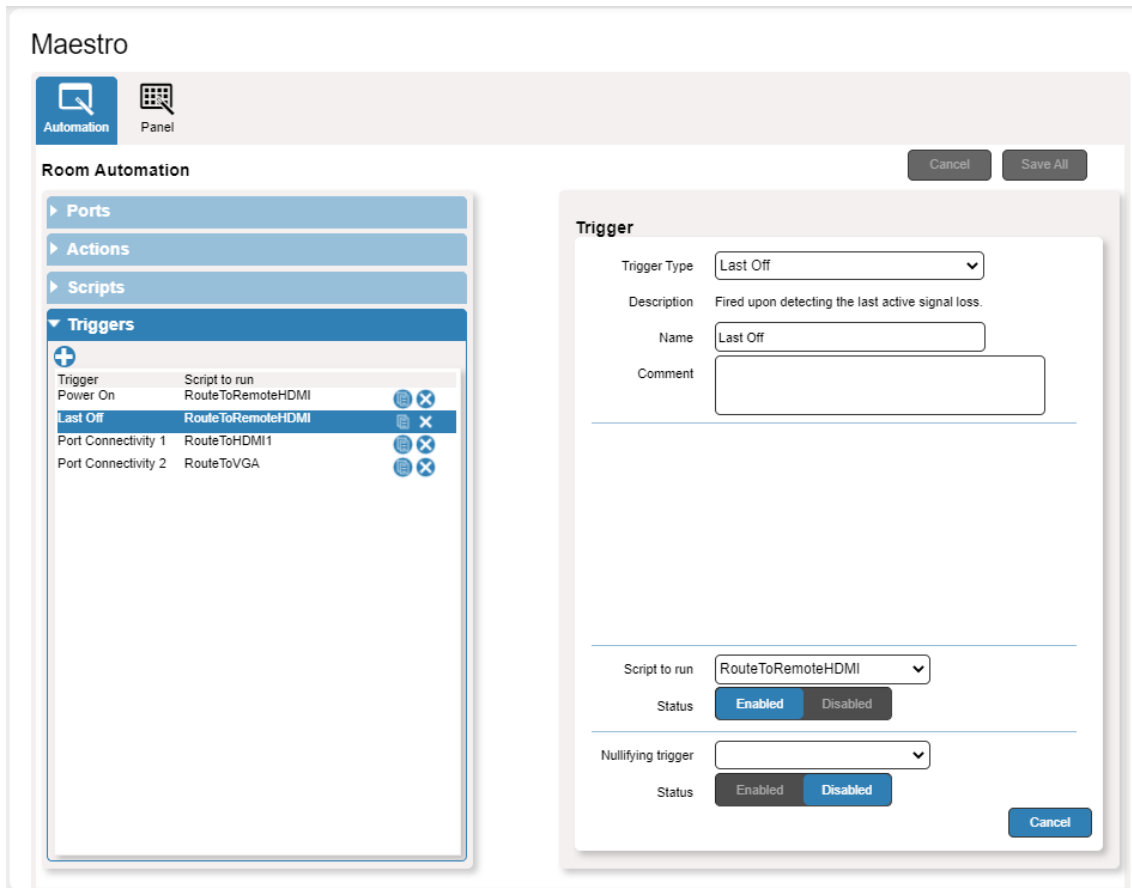 Maestro
Automation
Panel
Room Automation
Cancel
Save All
Ports
Actions
Scripts
Triggers
Trigger Script to run
Power On RouteToRemoteHDMI
Last Off RouteToRemoteHDMI
Port Connectivity 1 RouteToHDMI1
Port Connectivity 2 RouteToVGA
Trigger
Trigger Type Last Off
Description Fired upon detecting the last active signal loss.
Name Last Off
Comment
Script to run RouteToRemoteHDMI
Status Enabled Disabled
Nullifying trigger
Status Enabled Disabled
Cancel